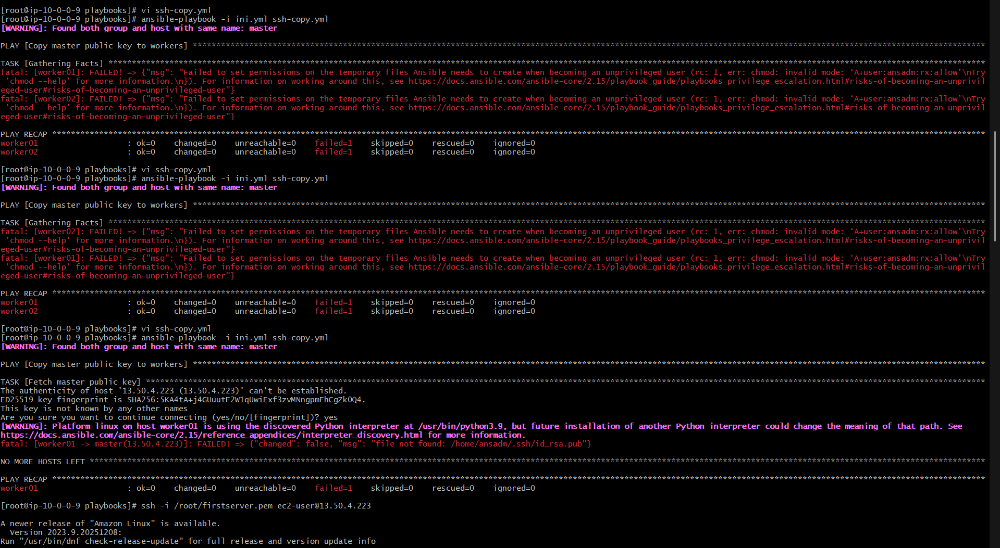 [root@ip-10-0-0-9 playbooks]# vi ssh-copy.yml
[root@ip-10-0-0-9 playbooks]# ansible-playbook -i ini.yml ssh-copy.yml
[WARNING]: Found both group and host with same name: master
PLAY [Copy master public key to workers] *************************************************************************************************************************************************************************
TASK [Gathering Facts] *******************************************************************************************************************************************************************************************
fatal: [worker01]: FAILED! => {"msg": "Failed to set permissions on the temporary files Ansible needs to create when becoming an unprivileged user (rc: 1, err: chmod: invalid mode: ‘A+user:ansadm:rx:allow’\nTry
'chmod --help' for more information.\n}). For information on working around this, see https://docs.ansible.com/ansible-core/2.15/playbook_guide/playbooks_privilege_escalation.html#risks-of-becoming-an-unprivil
eged-user#risks-of-becoming-an-unprivileged-user"}
fatal: [worker02]: FAILED! => {"msg": "Failed to set permissions on the temporary files Ansible needs to create when becoming an unprivileged user (rc: 1, err: chmod: invalid mode: ‘A+user:ansadm:rx:allow’\nTry
'chmod --help' for more information.\n}). For information on working around this, see https://docs.ansible.com/ansible-core/2.15/playbook_guide/playbooks_privilege_escalation.html#risks-of-becoming-an-unprivil
eged-user#risks-of-becoming-an-unprivileged-user"}
PLAY RECAP *******************************************************************************************************************************************************************************************************
worker01                   : ok=0    changed=0    unreachable=0    failed=1    skipped=0    rescued=0    ignored=0
worker02                   : ok=0    changed=0    unreachable=0    failed=1    skipped=0    rescued=0    ignored=0
[root@ip-10-0-0-9 playbooks]# vi ssh-copy.yml
[root@ip-10-0-0-9 playbooks]# ansible-playbook -i ini.yml ssh-copy.yml
[WARNING]: Found both group and host with same name: master
PLAY [Copy master public key to workers] *************************************************************************************************************************************************************************
TASK [Gathering Facts] *******************************************************************************************************************************************************************************************
fatal: [worker02]: FAILED! => {"msg": "Failed to set permissions on the temporary files Ansible needs to create when becoming an unprivileged user (rc: 1, err: chmod: invalid mode: ‘A+user:ansadm:rx:allow’\nTry
'chmod --help' for more information.\n}). For information on working around this, see https://docs.ansible.com/ansible-core/2.15/playbook_guide/playbooks_privilege_escalation.html#risks-of-becoming-an-unprivil
eged-user#risks-of-becoming-an-unprivileged-user"}
fatal: [worker01]: FAILED! => {"msg": "Failed to set permissions on the temporary files Ansible needs to create when becoming an unprivileged user (rc: 1, err: chmod: invalid mode: ‘A+user:ansadm:rx:allow’\nTry
'chmod --help' for more information.\n}). For information on working around this, see https://docs.ansible.com/ansible-core/2.15/playbook_guide/playbooks_privilege_escalation.html#risks-of-becoming-an-unprivil
eged-user#risks-of-becoming-an-unprivileged-user"}
PLAY RECAP *******************************************************************************************************************************************************************************************************
worker01                   : ok=0    changed=0    unreachable=0    failed=1    skipped=0    rescued=0    ignored=0
worker02                   : ok=0    changed=0    unreachable=0    failed=1    skipped=0    rescued=0    ignored=0
[root@ip-10-0-0-9 playbooks]# vi ssh-copy.yml
[root@ip-10-0-0-9 playbooks]# ansible-playbook -i ini.yml ssh-copy.yml
[WARNING]: Found both group and host with same name: master
PLAY [Copy master public key to workers] *************************************************************************************************************************************************************************
TASK [Fetch master public key] ***********************************************************************************************************************************************************************************
The authenticity of host '13.50.4.223 (13.50.4.223)' can't be established.
ED25519 key fingerprint is SHA256:5KA4tA+j4GUuutF2W1qUwiExf3zvMNngpmFhCgZkOQ4.
This key is not known by any other names
Are you sure you want to continue connecting (yes/no/[fingerprint])? yes
[WARNING]: Platform linux on host worker01 is using the discovered Python interpreter at /usr/bin/python3.9, but future installation of another Python interpreter could change the meaning of that path. See
https://docs.ansible.com/ansible-core/2.15/reference_appendices/interpreter_discovery.html for more information.
fatal: [worker01 -> master(13.50.4.223)]: FAILED! => {"changed": false, "msg": "file not found: /home/ansadm/.ssh/id_rsa.pub"}
NO MORE HOSTS LEFT ***********************************************************************************************************************************************************************************************
PLAY RECAP *******************************************************************************************************************************************************************************************************
worker01                   : ok=0    changed=0    unreachable=0    failed=1    skipped=0    rescued=0    ignored=0
[root@ip-10-0-0-9 playbooks]# ssh -i /root/firstserver.pem ec2-user@13.50.4.223
A newer release of "Amazon Linux" is available.
Version 2023.9.20251208:
Run "/usr/bin/dnf check-release-update" for full release and version update info